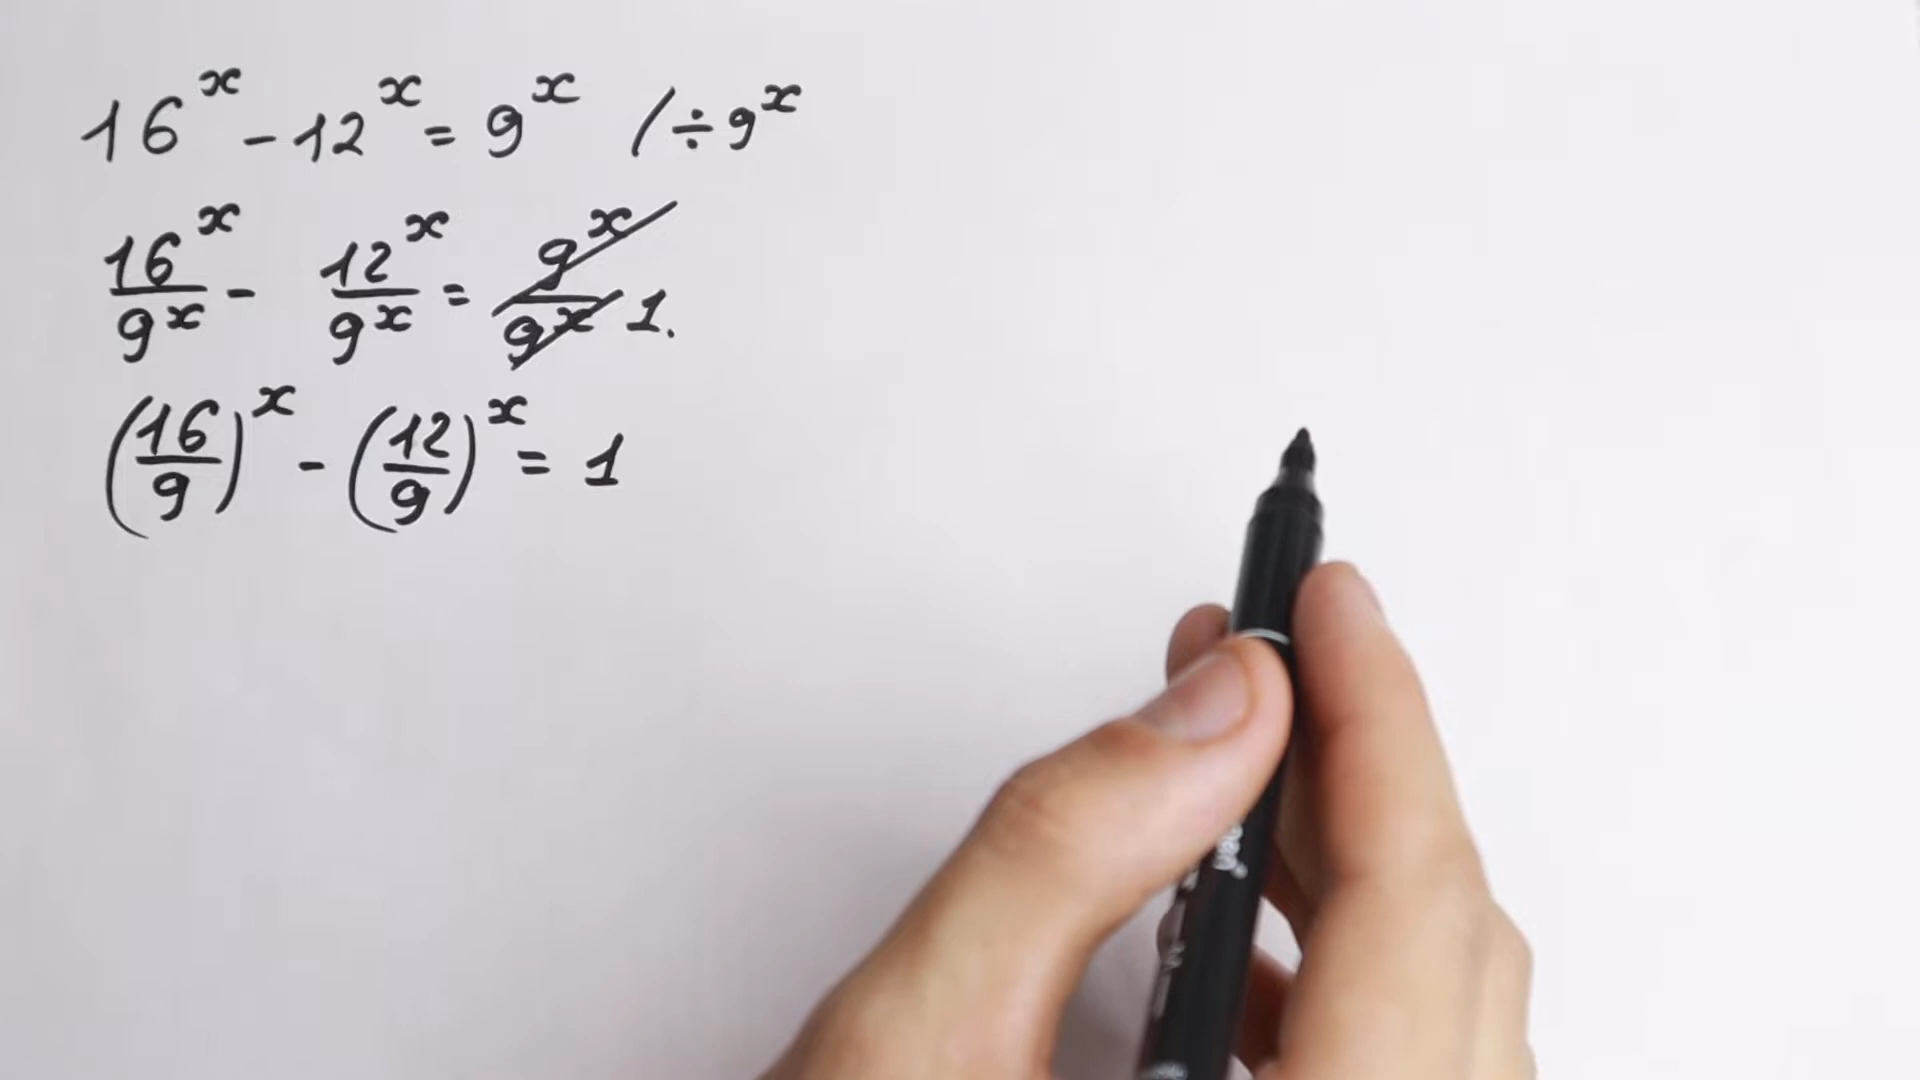 16^x - 12^x = 9^x / ÷ 9^x
16^x/9^x - 12^x/9^x = 9^x/9^x 1.
(16/9)^x - (12/9)^x = 1